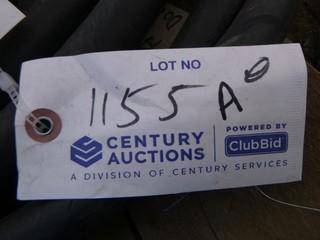 LOT NO
1155A
CENTURY AUCTIONS
POWERED BY
ClubBid
A DIVISION OF CENTURY SERVICES